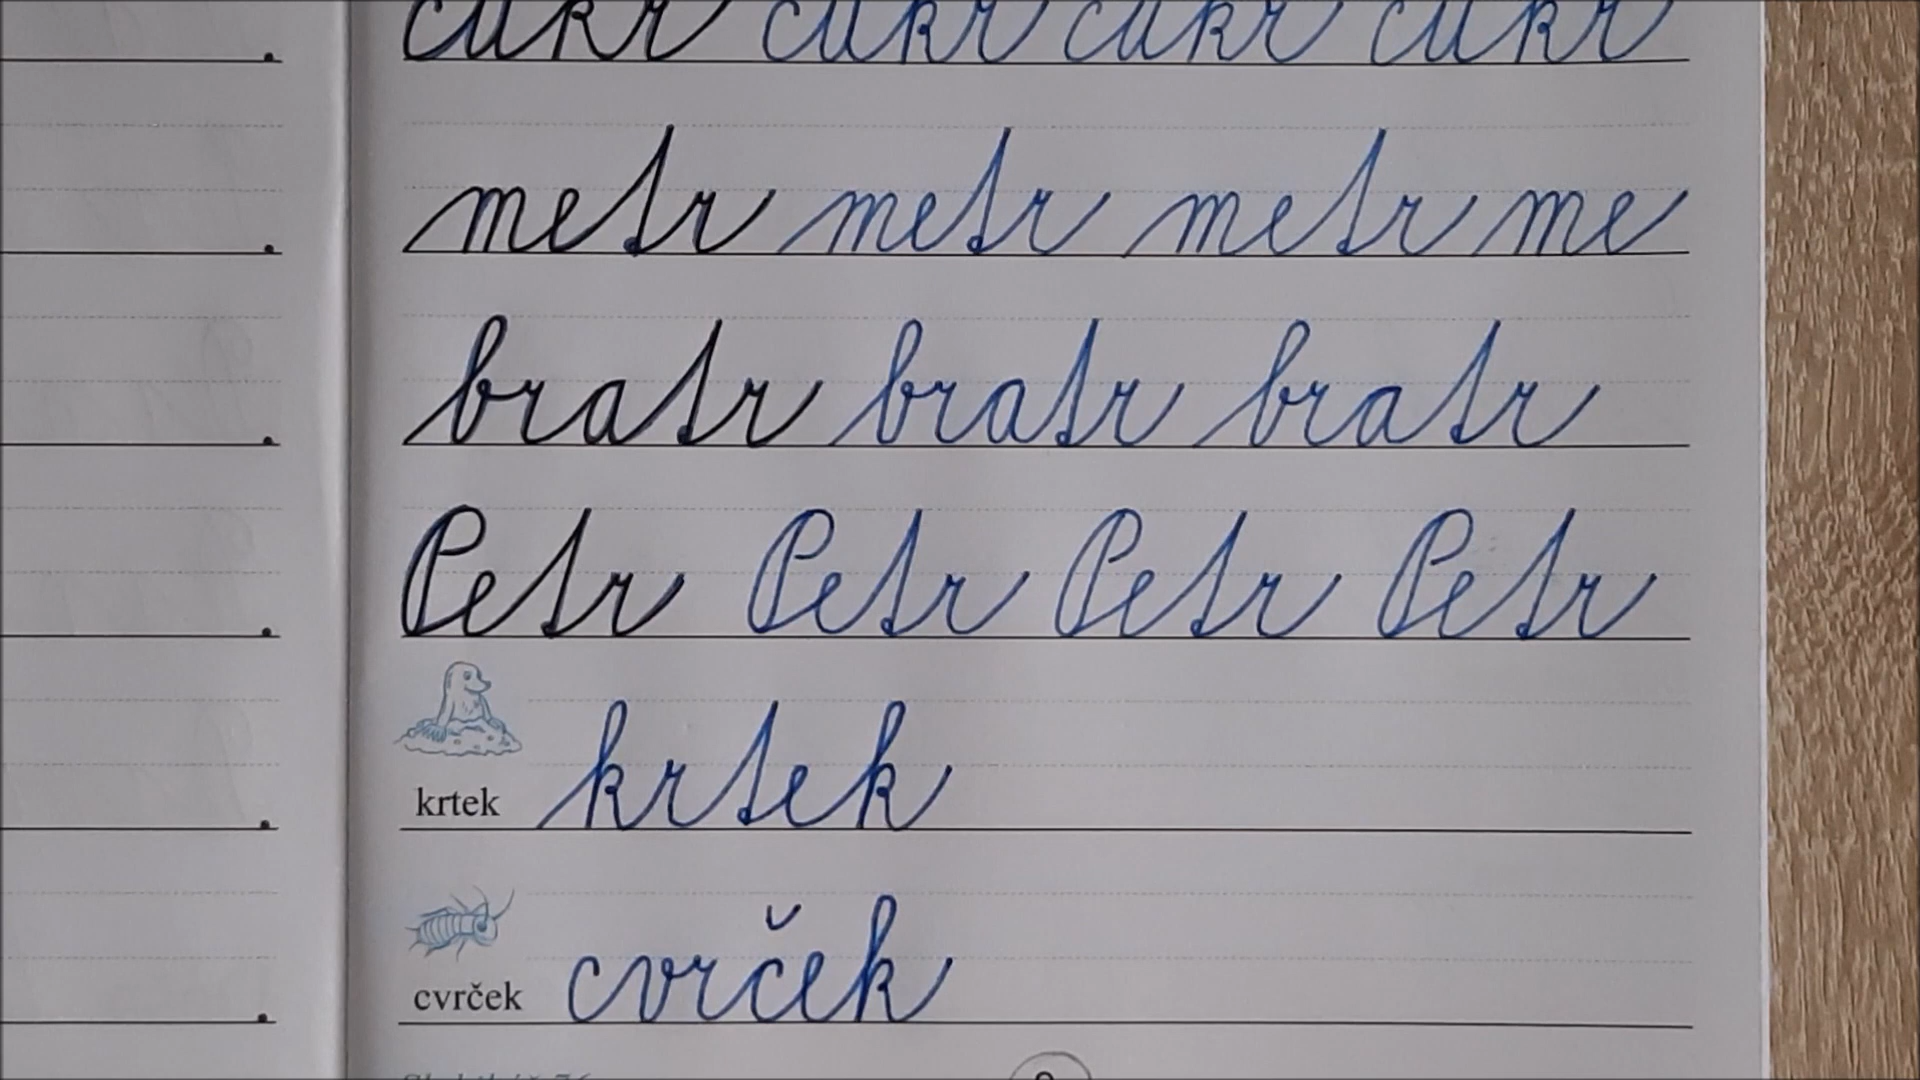 cukr cukr cukr cukr
metr metr metr me
bratr bratr bratr
Petr Petr Petr Petr
krtek krtek
cvrček cvrček